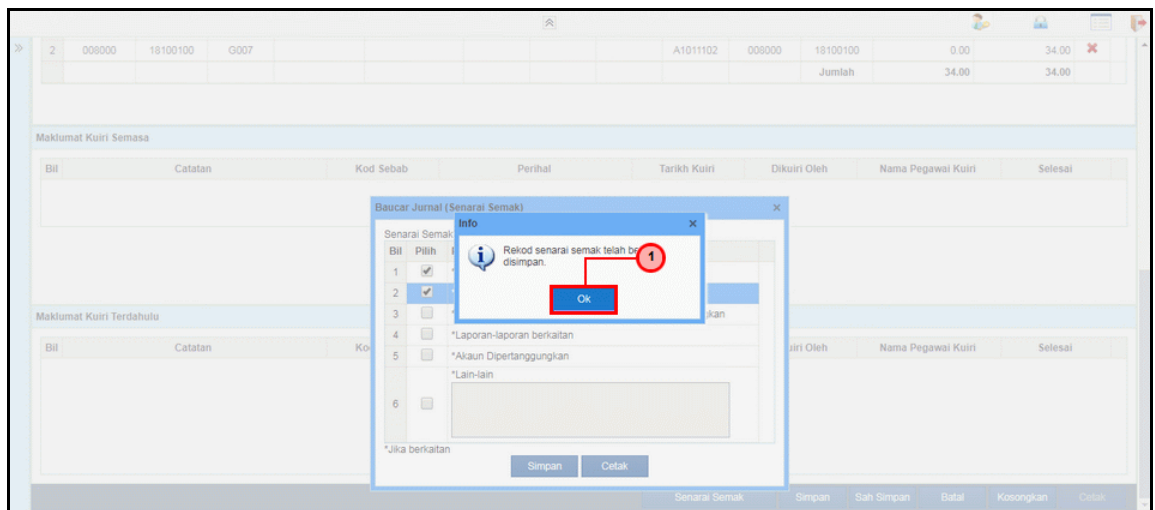 2 008000 18100100 G007 A1011102 008000 18100100 0.00 34.00
Jumlah 34.00 34.00
Maklumat Kuiri Semasa
Bil Catatan Kod Sebab Perihal Tarikh Kuiri Dikuiri Oleh Nama Pegawai Kuiri Selesai
Baucar Jurnal (Senarai Semak)
Info
Senarai Semak
Bil Pilih
Rekod senarai semak telah
disimpan.
1
Ok
1
2
3
4 *Laporan-laporan berkaitan
5 *Akaun Dipertanggungkan
*Lain-lain
6
*Jika berkaitan
Simpan Cetak
Maklumat Kuiri Terdahulu
Bil Catatan Oleh Nama Pegawai Kuiri Selesai
Senarai Semak Simpan Sah Simpan Batal Kosongkan Cetak